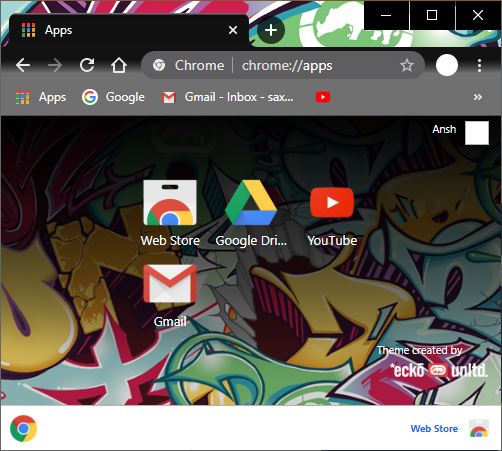 Apps
Chrome chrome://apps
Apps Google Gmail - Inbox - sax... »
Ansh
Web Store Google Dri... YouTube
Gmail
Theme created by
*eckō unltd.
Web Store